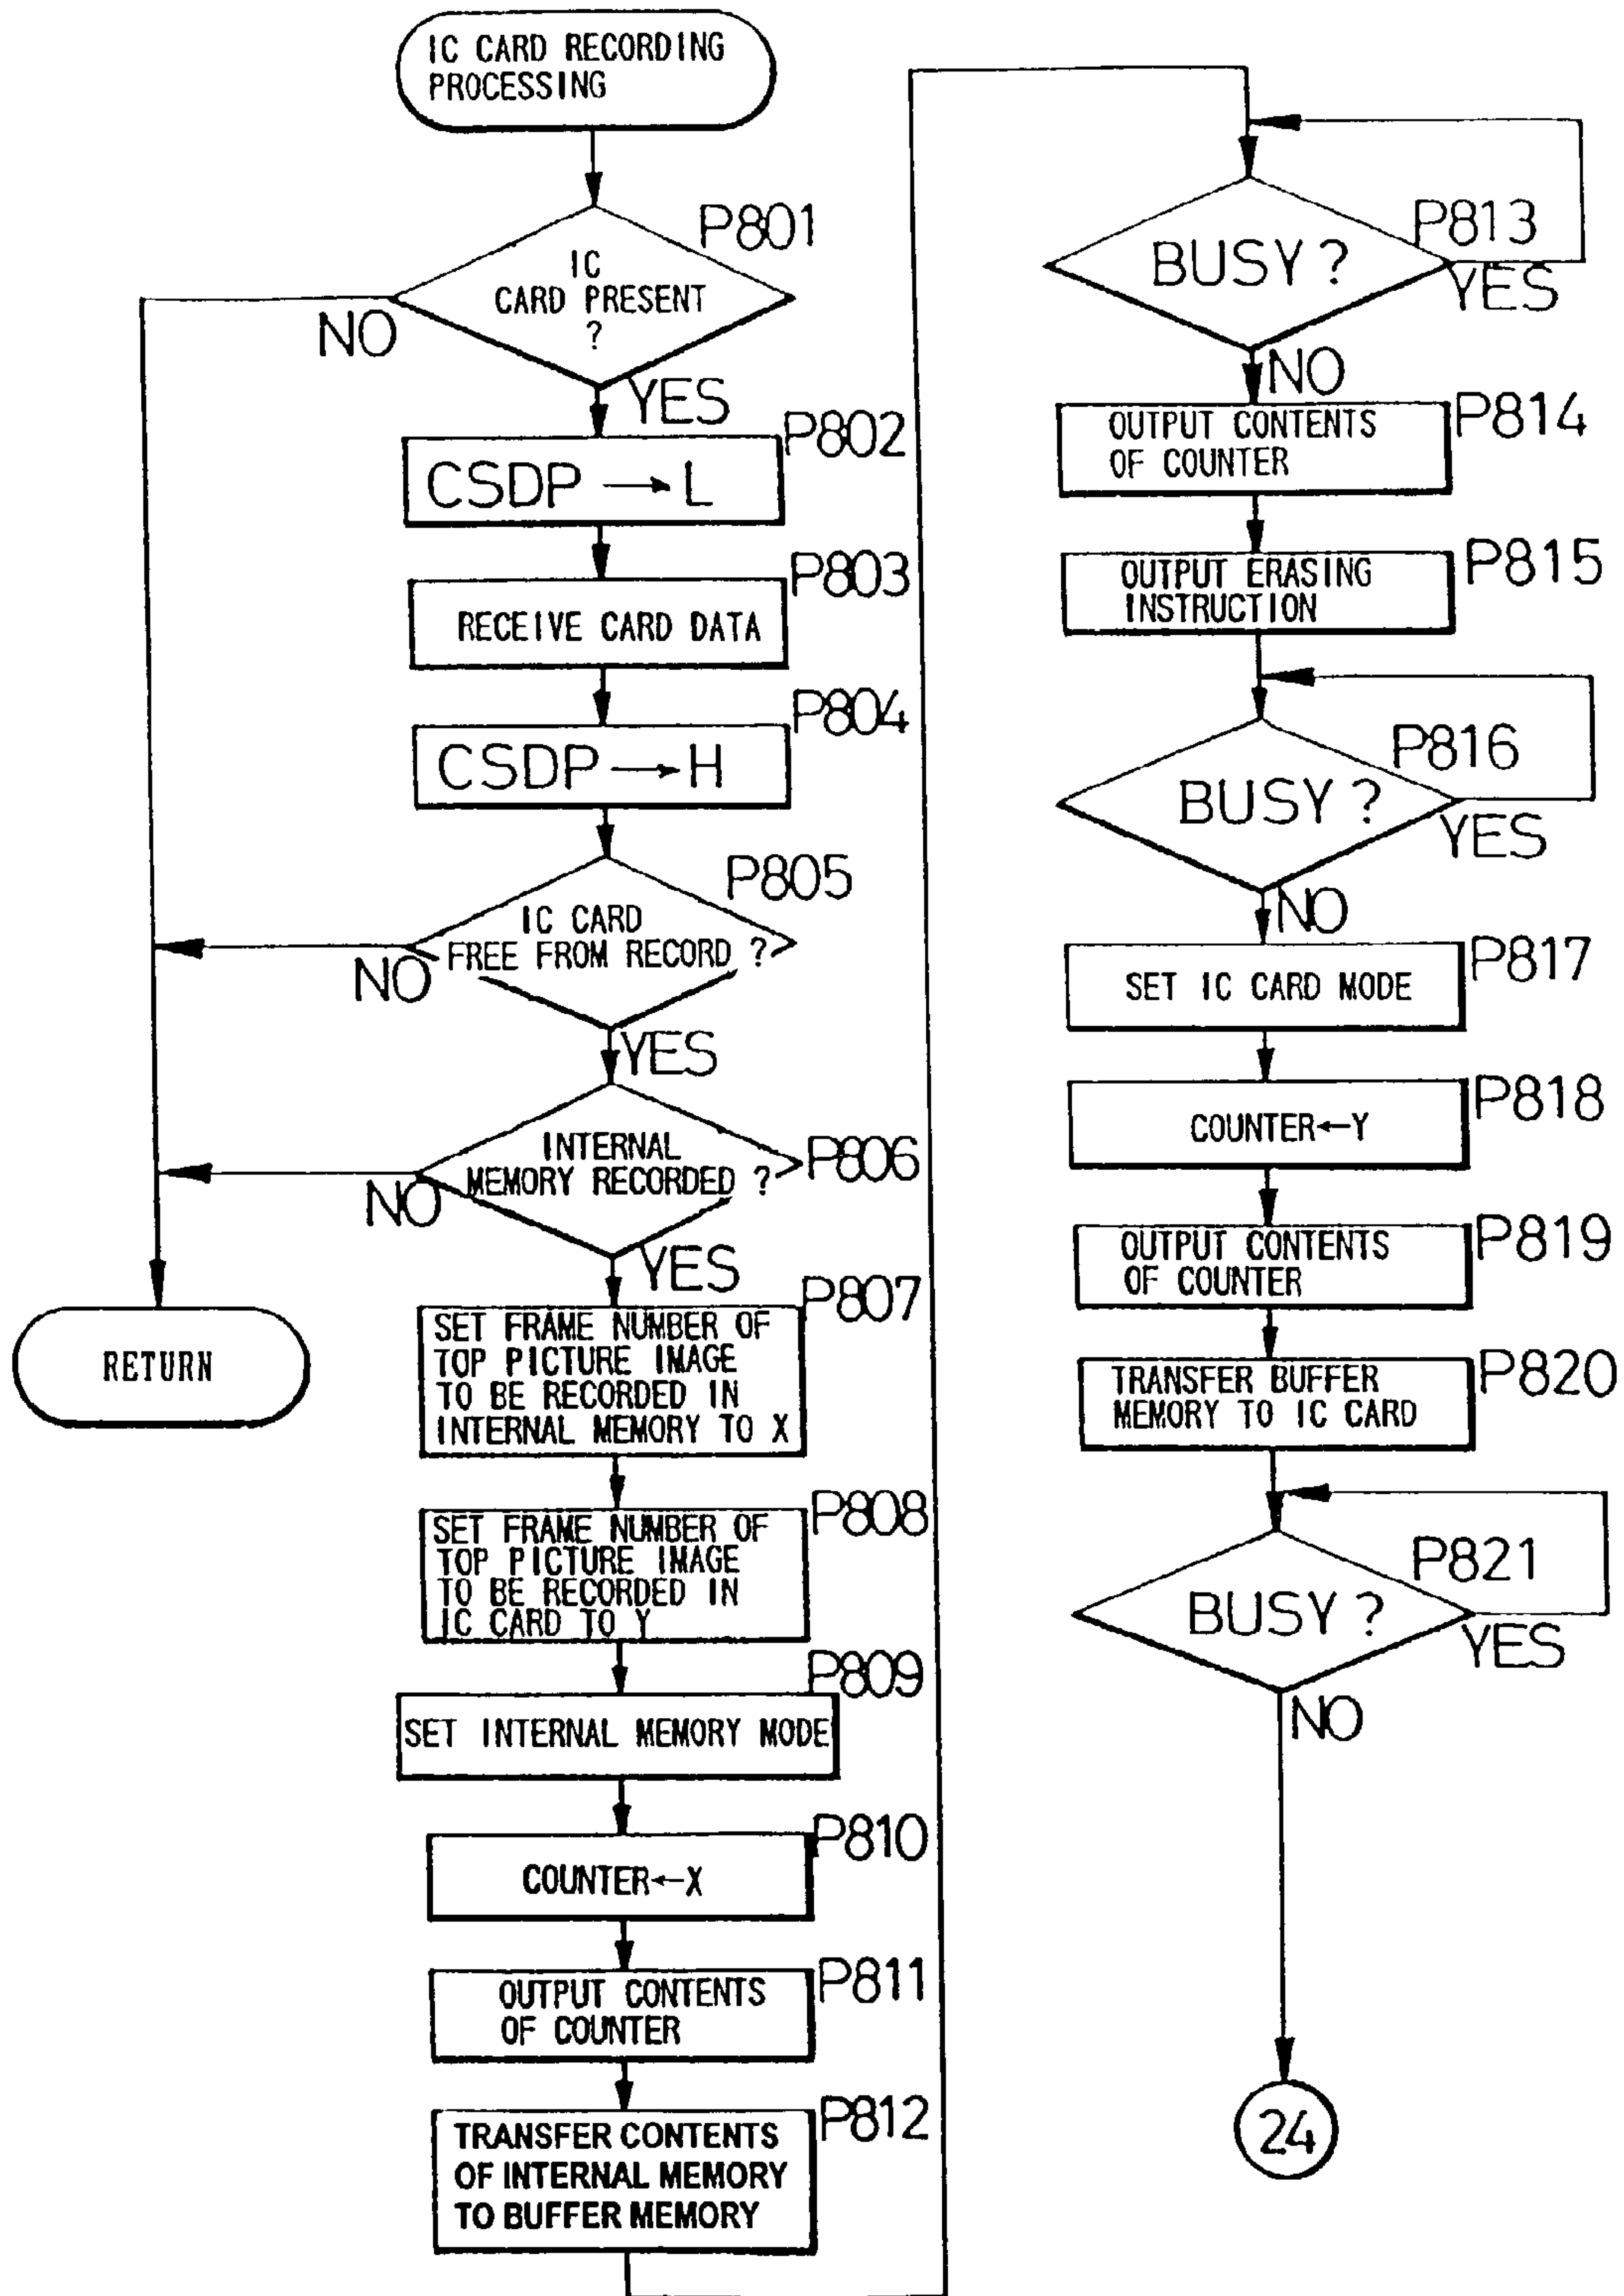 IC CARD RECORDING
PROCESSING
P801
IC
CARD PRESENT
?
NO
YES
P802
CSDP → L
P803
RECEIVE CARD DATA
P804
CSDP → H
P805
IC CARD
FREE FROM RECORD ?
NO
YES
P806
INTERNAL
MEMORY RECORDED ?
NO
YES
RETURN
P807
SET FRAME NUMBER OF
TOP PICTURE IMAGE
TO BE RECORDED IN
INTERNAL MEMORY TO X
P808
SET FRAME NUMBER OF
TOP PICTURE IMAGE
TO BE RECORDED IN
IC CARD TO Y
P809
SET INTERNAL MEMORY MODE
P810
COUNTER←X
P811
OUTPUT CONTENTS
OF COUNTER
P812
TRANSFER CONTENTS
OF INTERNAL MEMORY
TO BUFFER MEMORY
P813
BUSY ?
YES
NO
P814
OUTPUT CONTENTS
OF COUNTER
P815
OUTPUT ERASING
INSTRUCTION
P816
BUSY ?
YES
NO
P817
SET IC CARD MODE
P818
COUNTER←Y
P819
OUTPUT CONTENTS
OF COUNTER
P820
TRANSFER BUFFER
MEMORY TO IC CARD
P821
BUSY ?
YES
NO
24